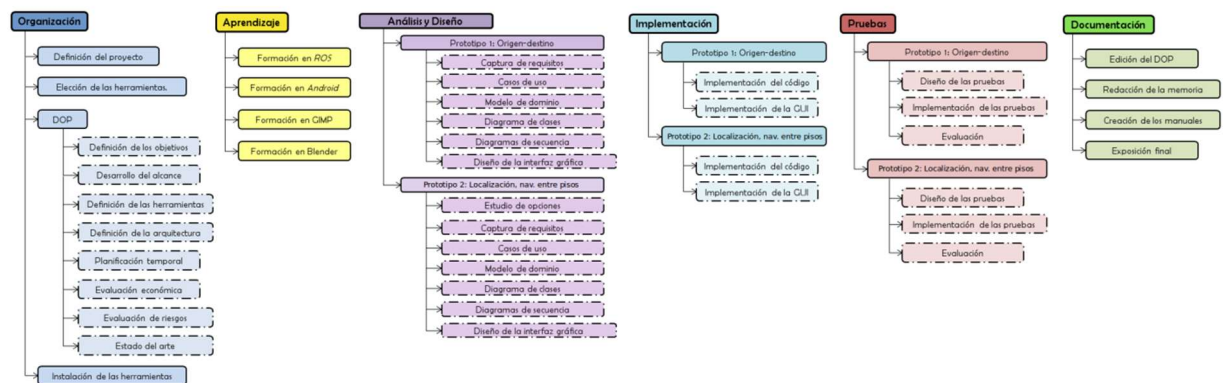 Organización
Definición del proyecto
Elección de las herramientas.
DOP
Definición de los objetivos
Desarrollo del alcance
Definición de las herramientas
Definición de la arquitectura
Planificación temporal
Evaluación económica
Evaluación de riesgos
Estado del arte
Instalación de las herramientas
Aprendizaje
Formación en ROS
Formación en Android
Formación en GIMP
Formación en Blender
Análisis y Diseño
Prototipo 1: Origen-destino
Captura de requisitos
Casos de uso
Modelo de dominio
Diagrama de clases
Diagramas de secuencia
Diseño de la interfaz gráfica
Prototipo 2: Localización, nav. entre pisos
Estudio de opciones
Captura de requisitos
Casos de uso
Modelo de dominio
Diagrama de clases
Diagramas de secuencia
Diseño de la interfaz gráfica
Implementación
Prototipo 1: Origen-destino
Implementación del código
Implementación de la GUI
Prototipo 2: Localización, nav. entre pisos
Implementación del código
Implementación de la GUI
Pruebas
Prototipo 1: Origen-destino
Diseño de las pruebas
Implementación de las pruebas
Evaluación
Prototipo 2: Localización, nav. entre pisos
Diseño de las pruebas
Implementación de las pruebas
Evaluación
Documentación
Edición del DOP
Redacción de la memoria
Creación de los manuales
Exposición final